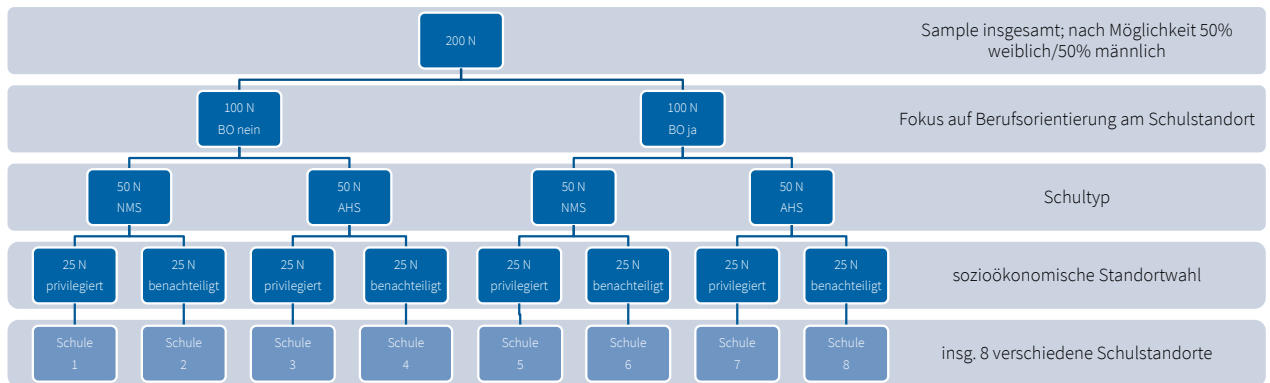 200 N
Sample insgesamt; nach Möglichkeit 50%
weiblich/50% männlich
100 N
BO nein
100 N
BO ja
Fokus auf Berufsorientierung am Schulstandort
50 N
NMS
50 N
AHS
50 N
NMS
50 N
AHS
Schultyp
25 N
privilegiert
25 N
benachteiligt
25 N
privilegiert
25 N
benachteiligt
25 N
privilegiert
25 N
benachteiligt
25 N
privilegiert
25 N
benachteiligt
sozioökonomische Standortwahl
Schule
1
Schule
2
Schule
3
Schule
4
Schule
5
Schule
6
Schule
7
Schule
8
insg. 8 verschiedene Schulstandorte